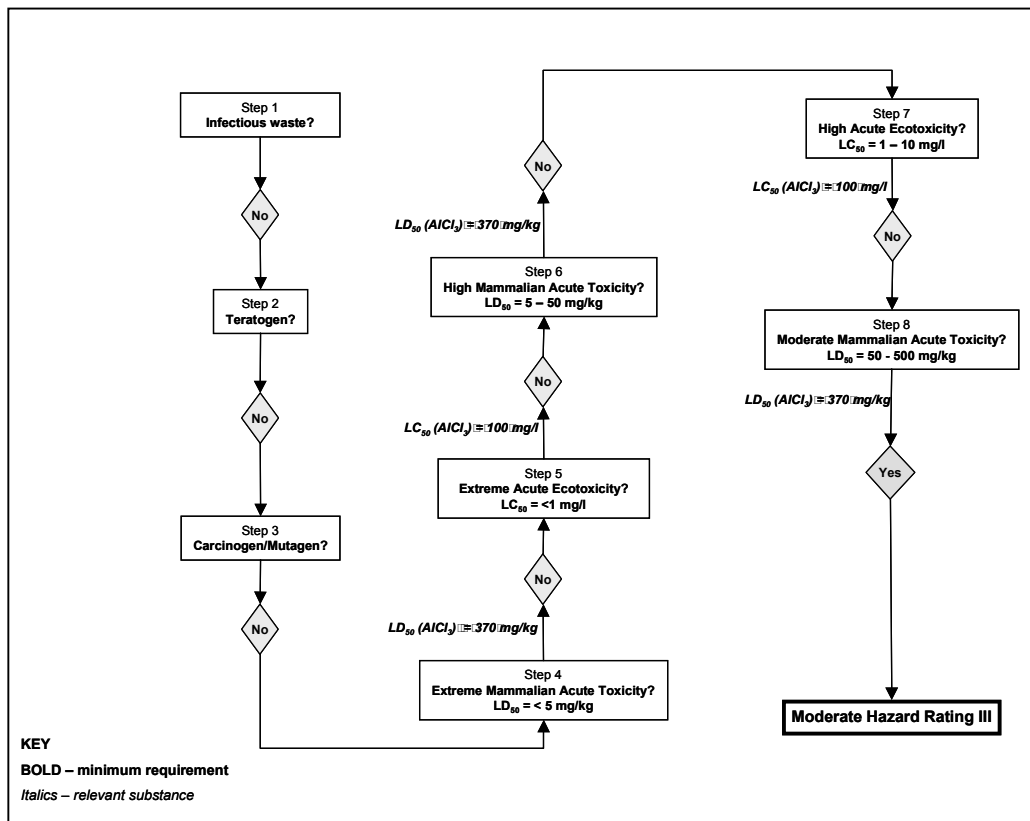 Step 1
Infectious waste?
No
Step 2
Teratogen?
No
Step 3
Carcinogen/Mutagen?
No
Step 4
Extreme Mammalian Acute Toxicity?
LD50 = < 5 mg/kg
LD50 (AlCl3) = 370 mg/kg
No
Step 5
Extreme Acute Ecotoxicity?
LC50 = <1 mg/l
LC50 (AlCl3) = 100 mg/l
No
Step 6
High Mammalian Acute Toxicity?
LD50 = 5 – 50 mg/kg
LD50 (AlCl3) = 370 mg/kg
No
Step 7
High Acute Ecotoxicity?
LC50 = 1 – 10 mg/l
LC50 (AlCl3) = 100 mg/l
No
Step 8
Moderate Mammalian Acute Toxicity?
LD50 = 50 - 500 mg/kg
LD50 (AlCl3) = 370 mg/kg
Yes
Moderate Hazard Rating III
KEY
BOLD – minimum requirement
Italics – relevant substance